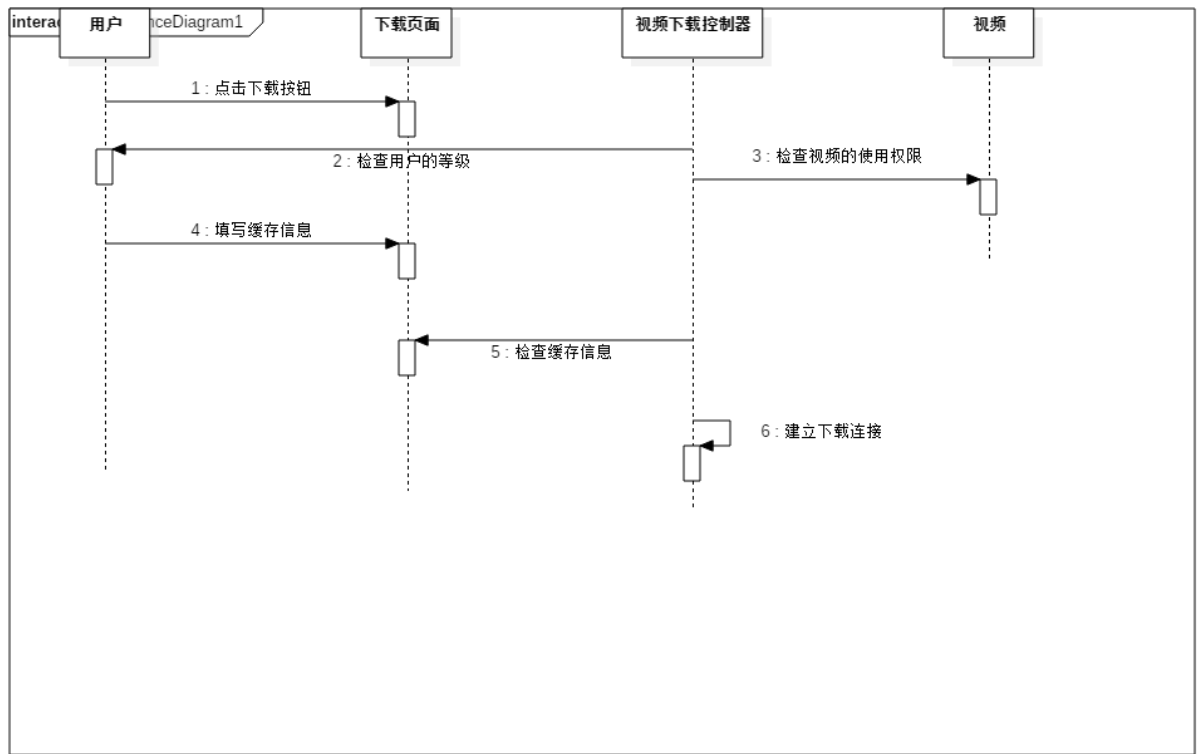 用户
下载页面
视频下载控制器
视频
nceDiagram1
1 : 点击下载按钮
2 : 检查用户的等级
3 : 检查视频的使用权限
4 : 填写缓存信息
5 : 检查缓存信息
6 : 建立下载连接